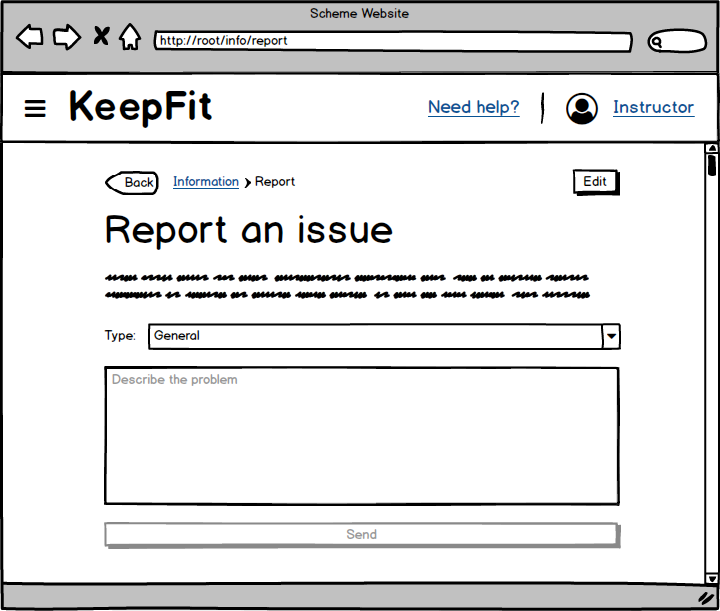 Scheme Website
http://root/info/report
KeepFit
Need help?
Instructor
Back
Information
Report
Edit
Report an issue
Type:
General
Describe the problem
Send